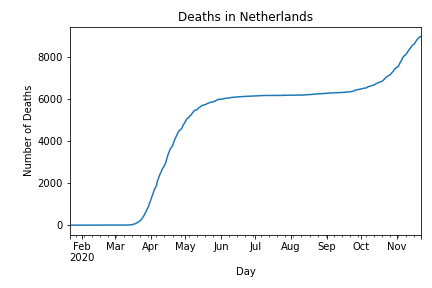 Deaths in Netherlands
Number of Deaths
8000
6000
4000
2000
0
Feb Mar Apr May Jun Jul Aug Sep Oct Nov
2020
Day